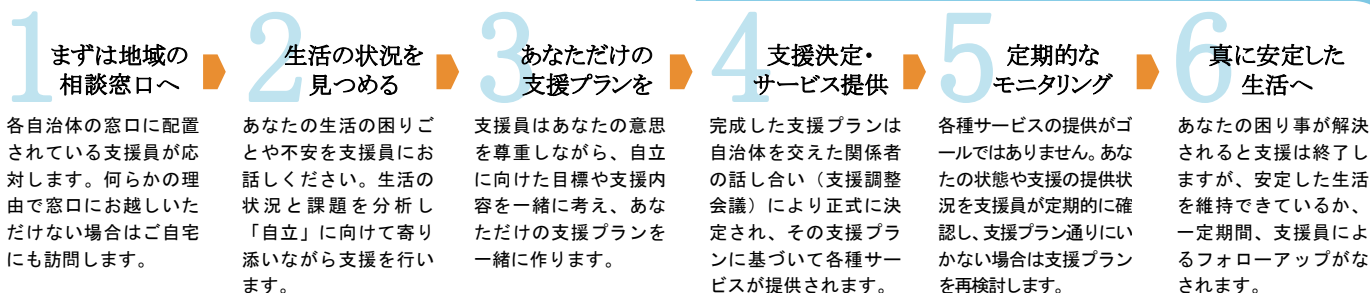 1
まずは地域の
相談窓口へ
各自治体の窓口に配置
されている支援員が応
対します。何らかの理
由で窓口にお越しいた
だけない場合はご自宅
にも訪問します。
2
生活の状況を
見つめる
あなたの生活の困りご
とや不安を支援員にお
話しください。生活の
状況と課題を分析し
「自立」に向けて寄り
添いながら支援を行い
ます。
3
あなただけの
支援プランを
支援員はあなたの意思
を尊重しながら、自立
に向けた目標や支援内
容を一緒に考え、あな
ただけの支援プランを
一緒に作ります。
4
支援決定・
サービス提供
完成した支援プランは
自治体を交えた関係者
の話し合い（支援調整
会議）により正式に決
定され、その支援プラ
ンに基づいて各種サー
ビスが提供されます。
5
定期的な
モニタリング
各種サービスの提供がゴ
ールではありません。あな
たの状態や支援の提供状
況を支援員が定期的に確
認し、支援プラン通りにい
かない場合は支援プラン
を再検討します。
6
真に安定した
生活へ
あなたの困り事が解決
されると支援は終了し
ますが、安定した生活
を維持できているか、
一定期間、支援員によ
るフォローアップがな
されます。